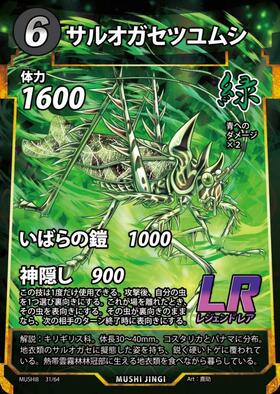 6
サルオガセツユムシ
体力
1600
緑
青への
ダメージ
×2
いばらの鎧 1000
神隠し 900
この技は1度だけ使用できる。攻撃後、自分の虫
を1つ選び裏向きにする。これが場を離れたとき、
その虫を表向きにする。その虫が裏向きのまま
なら、次の相手のターン終了時に表向きにする。
LR
レジェンドレア
解説：キリギリス科。体長30～40mm。コスタリカとパナマに分布。
地衣類のサルオガセに擬態した姿を持ち、鋭く硬いトゲに覆われて
いる。熱帯雲霧林林冠部に生える地衣類を食べながら暮らしている。
MUSHI8 31/64
MUSHI JINGI
Art：斎助